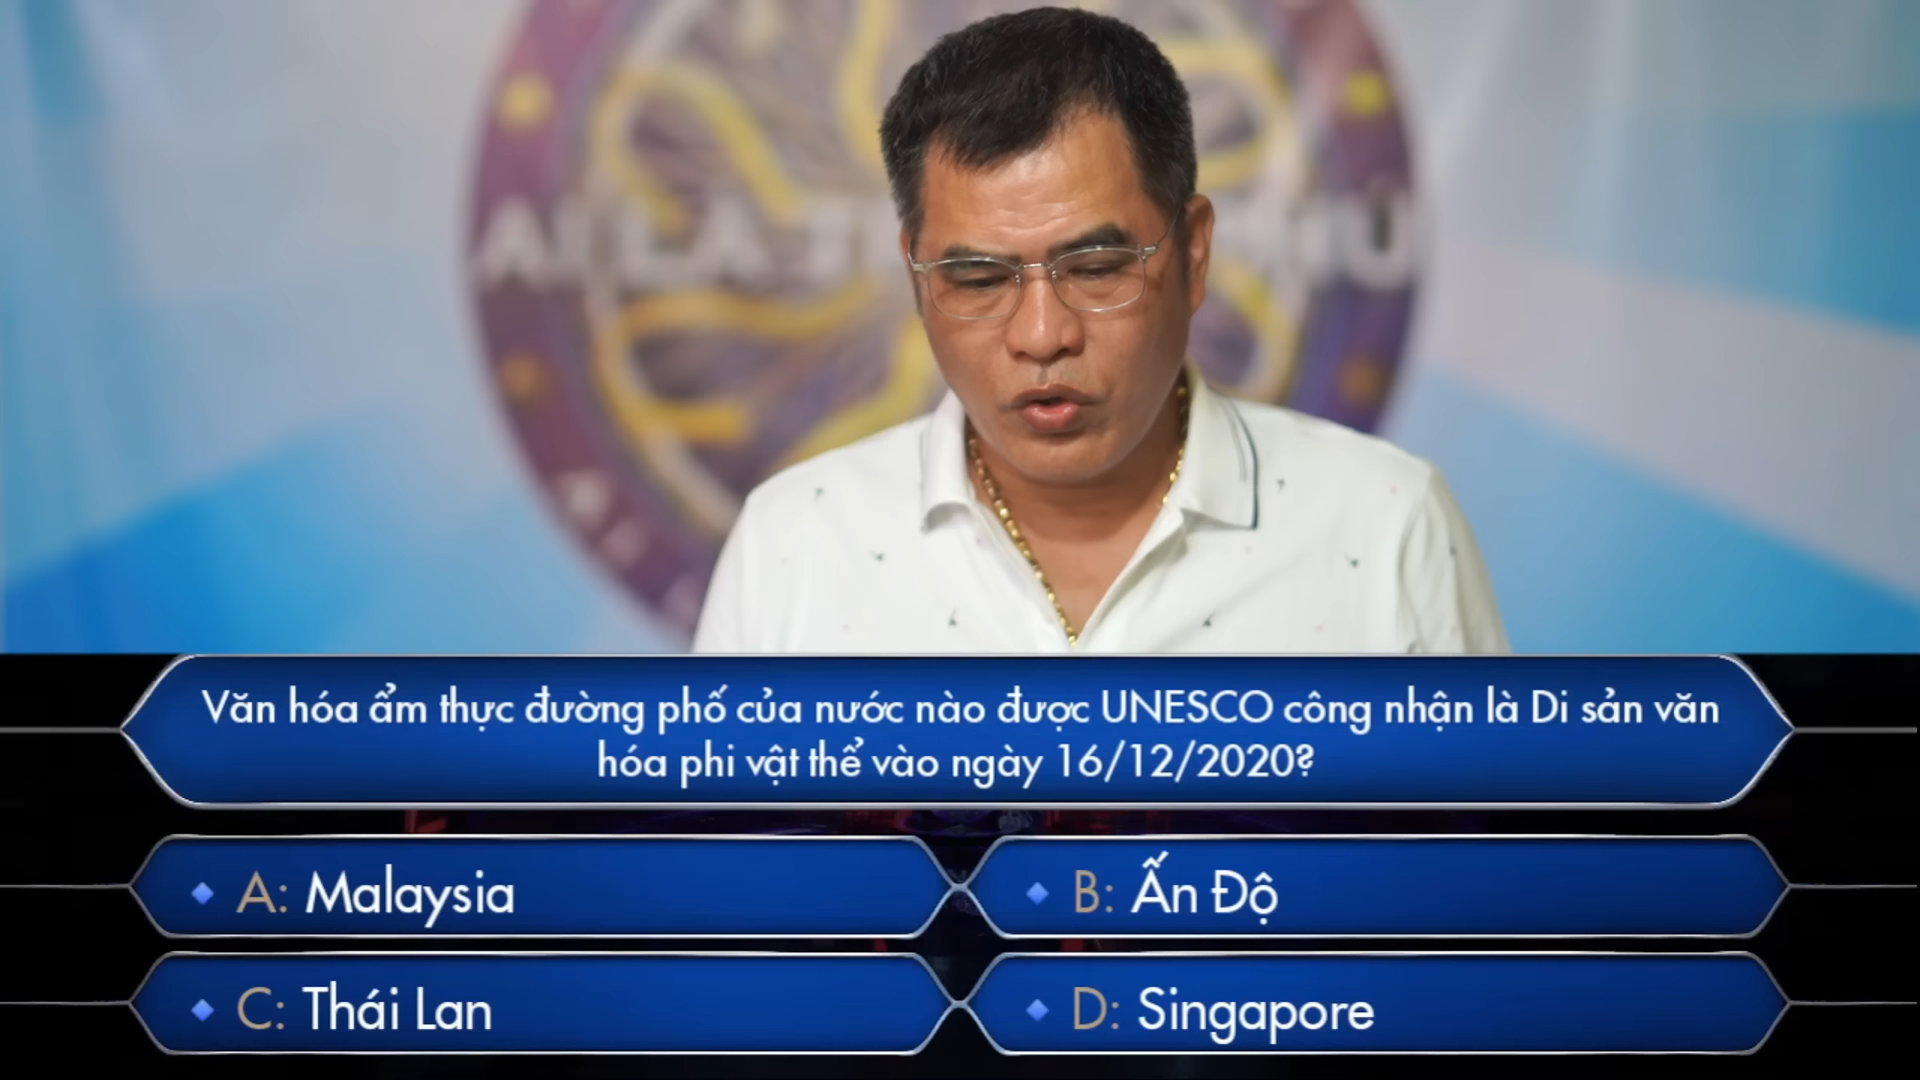 Văn hóa ẩm thực đường phố của nước nào được UNESCO công nhận là Di sản văn
hóa phi vật thể vào ngày 16/12/2020?
A: Malaysia
B: Ấn Độ
C: Thái Lan
D: Singapore